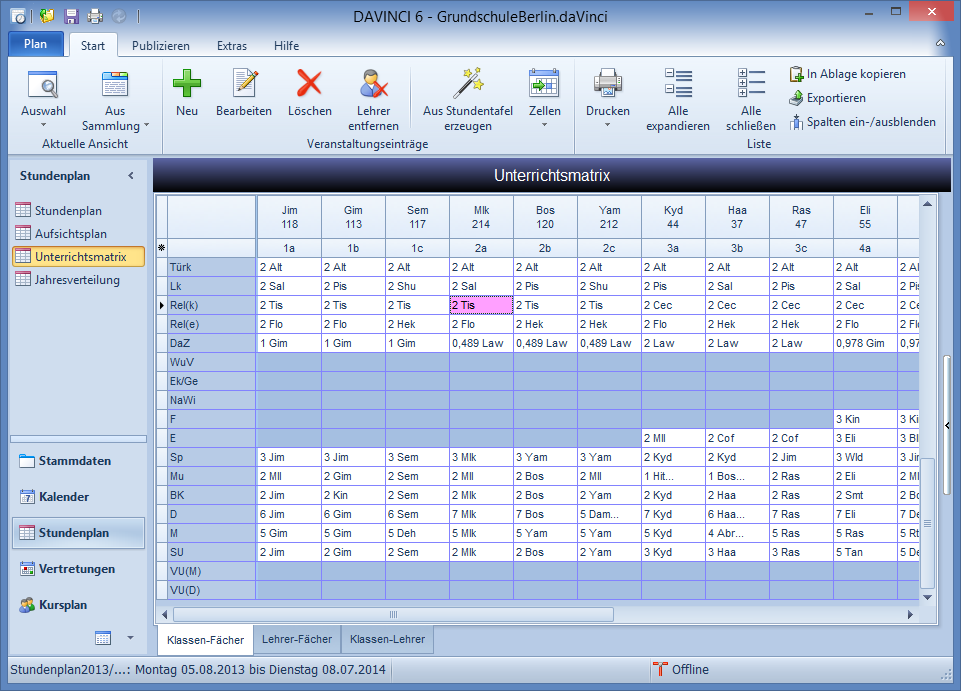 DAVINCI 6 - GrundschuleBerlin.daVinci
Plan Start Publizieren Extras Hilfe
Auswahl
Aus Sammlung
Aktuelle Ansicht
Neu
Bearbeiten
Löschen
Lehrer entfernen
Aus Stundentafel erzeugen
Zellen
Veranstaltungseinträge
Drucken
Alle expandieren
Alle schließen
In Ablage kopieren
Exportieren
Spalten ein-/ausblenden
Liste
Stundenplan
Stundenplan
Aufsichtsplan
Unterrichtsmatrix
Jahresverteilung
Stammdaten
Kalender
Stundenplan
Vertretungen
Kursplan
Unterrichtsmatrix
Jim Gim Sem Mlk Bos Yam Kyd Haa Ras Eli
118 113 117 214 120 212 44 37 47 55
1a 1b 1c 2a 2b 2c 3a 3b 3c 4a
Türk 2 Alt 2 Alt 2 Alt 2 Alt 2 Alt 2 Alt 2 Alt 2 Alt 2 Alt 2 Alt 2 Al
Lk 2 Sal 2 Pis 2 Shu 2 Sal 2 Pis 2 Shu 2 Pis 2 Sal 2 Pis 2 Sal 2 Pi
Rel(k) 2 Tis 2 Tis 2 Tis 2 Tis 2 Tis 2 Tis 2 Cec 2 Cec 2 Cec 2 Cec 2 Ce
Rel(e) 2 Flo 2 Flo 2 Hek 2 Flo 2 Hek 2 Hek 2 Flo 2 Hek 2 Hek 2 Flo 2 Fl
DaZ 1 Gim 1 Gim 1 Gim 0,489 Law 0,489 Law 0,489 Law 2 Law 2 Law 2 Law 0,978 Gim 0,97
WuV
Ek/Ge
NaWi
F 3 Kin 3 Ki
E 2 Mll 2 Cof 2 Cof 3 Eli 3 Bl
Sp 3 Jim 3 Jim 3 Sem 3 Mlk 3 Yam 3 Yam 2 Kyd 2 Kyd 2 Jim 3 Wld 3 Jir
Mu 2 Mll 2 Gim 2 Sem 2 Mlk 2 Bos 2 Mll 1 Hit... 1 Bos... 2 Ras 2 Eli 2 Ml
BK 2 Jim 2 Kin 2 Sem 2 Mlk 2 Bos 2 Yam 2 Kyd 2 Haa 2 Ras 2 Smt 2 Bo
D 6 Jim 6 Gim 6 Sem 7 Mlk 7 Bos 5 Dam... 7 Kyd 6 Haa... 7 Ras 7 Eli 7 De
M 5 Gim 5 Gim 5 Deh 5 Mlk 5 Yam 5 Yam 5 Kyd 4 Abr... 5 Ras 5 Ras 5 Rt
SU 2 Jim 2 Gim 2 Sem 2 Mlk 2 Bos 2 Yam 3 Kyd 3 Haa 3 Ras 5 Tan 5 De
VU(M)
VU(D)
Klassen-Fächer Lehrer-Fächer Klassen-Lehrer
Stundenplan2013/...: Montag 05.08.2013 bis Dienstag 08.07.2014 Offline